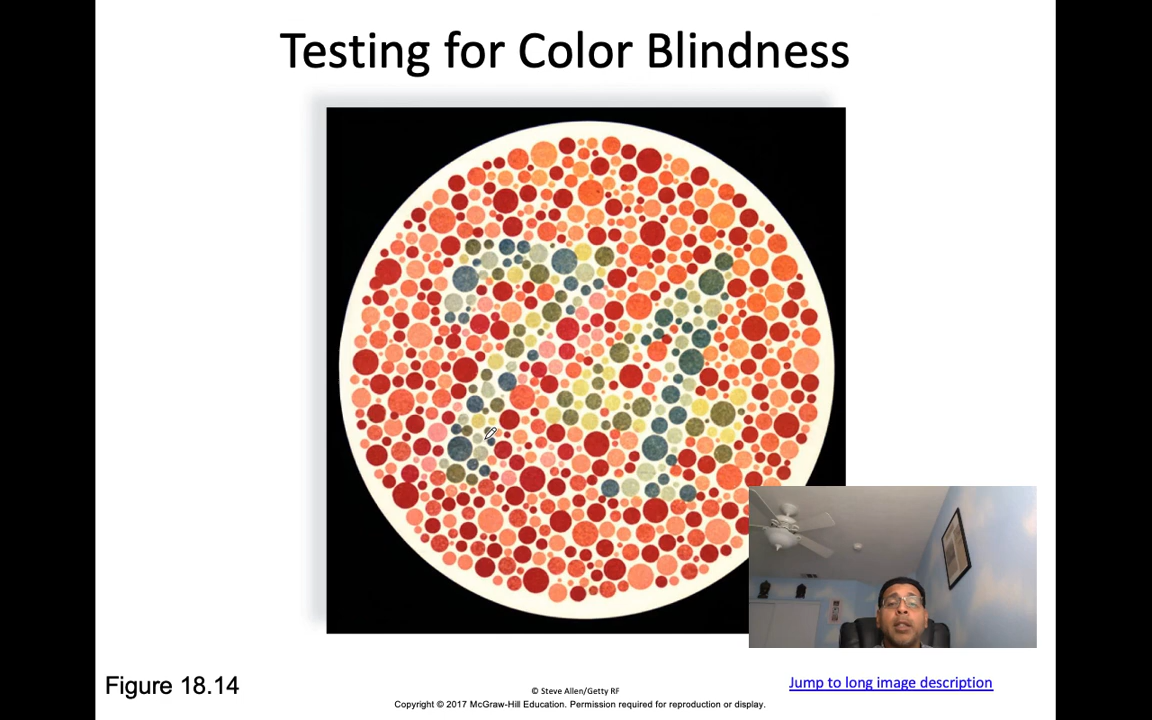 Testing for Color Blindness
74
Figure 18.14
© Steve Allen/Getty RF
Copyright © 2017 McGraw-Hill Education. Permission required for reproduction or display.
Jump to long image description